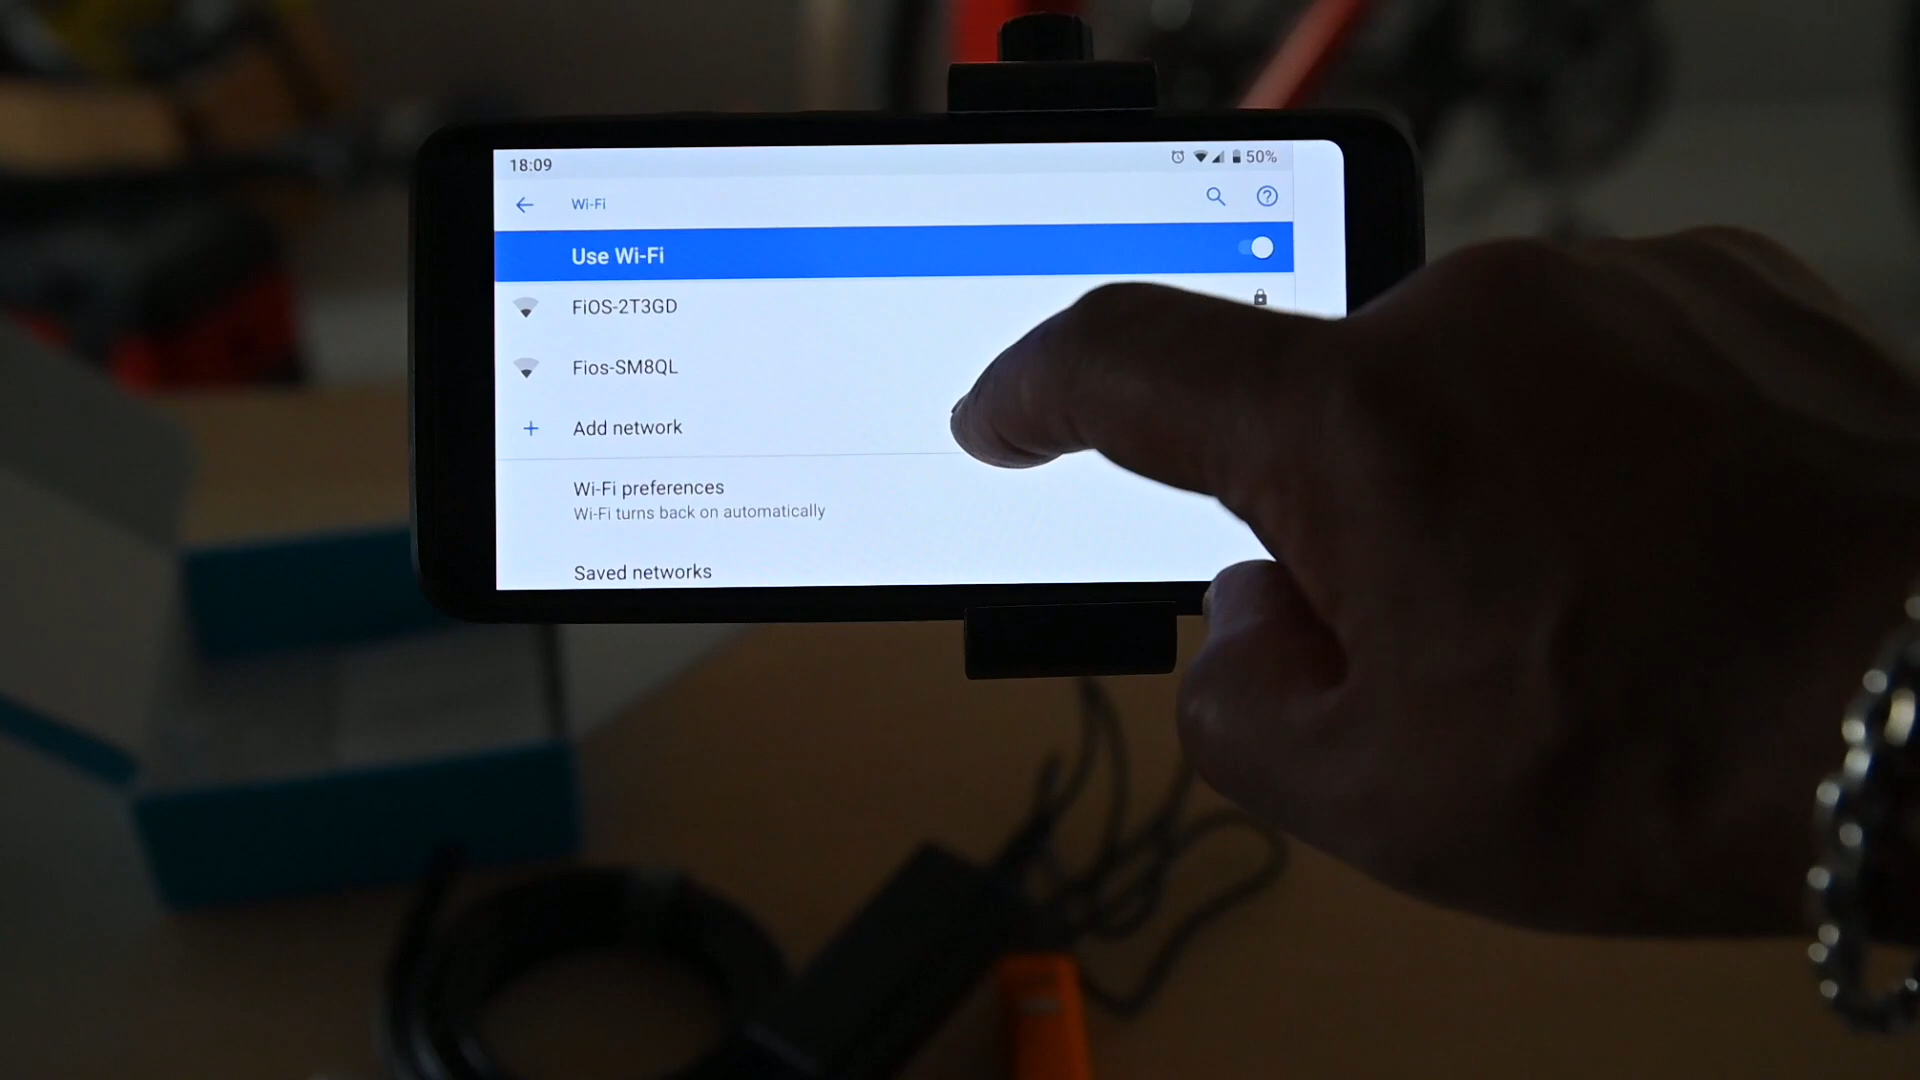 18:09
50%
Wi-Fi
Use Wi-Fi
FiOS-2T3GD
Fios-SM8QL
Add network
Wi-Fi preferences
Wi-Fi turns back on automatically
Saved networks